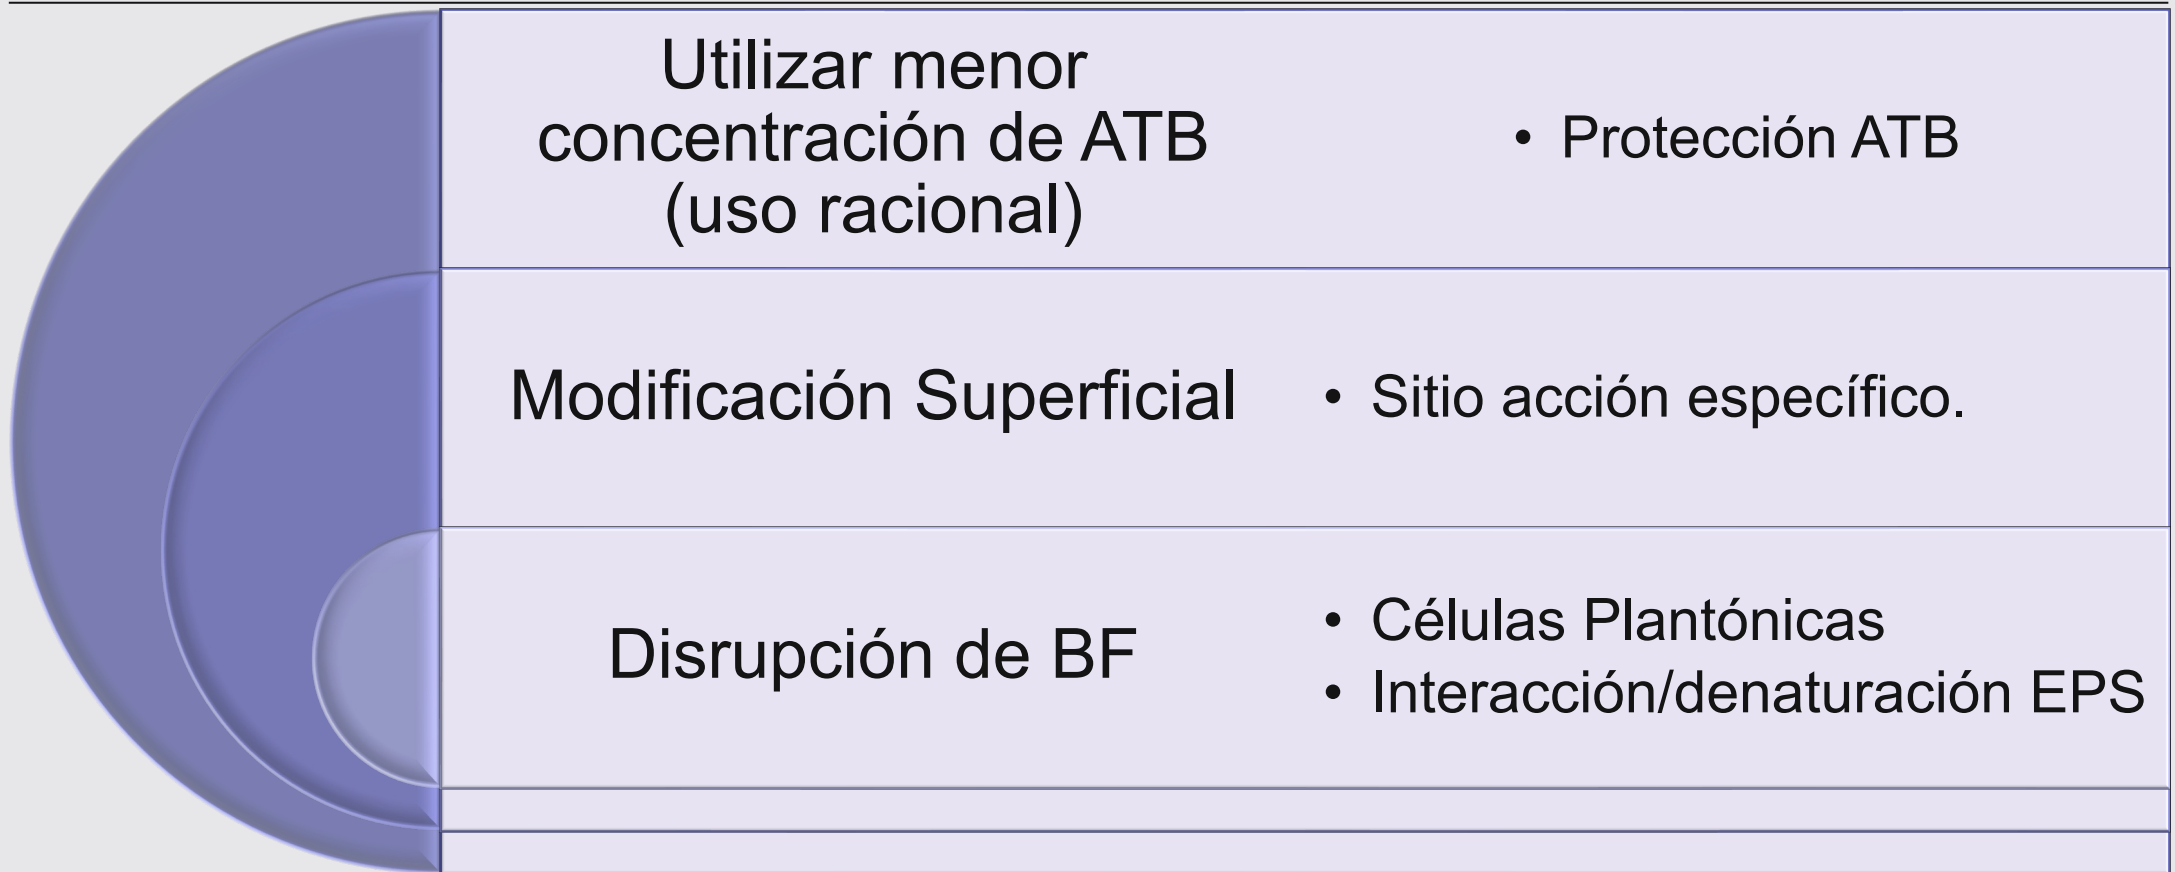 Utilizar menor
concentración de ATB
(uso racional)
• Protección ATB
Modificación Superficial
• Sitio acción específico.
Disrupción de BF
• Células Plantónicas
• Interacción/denaturación EPS